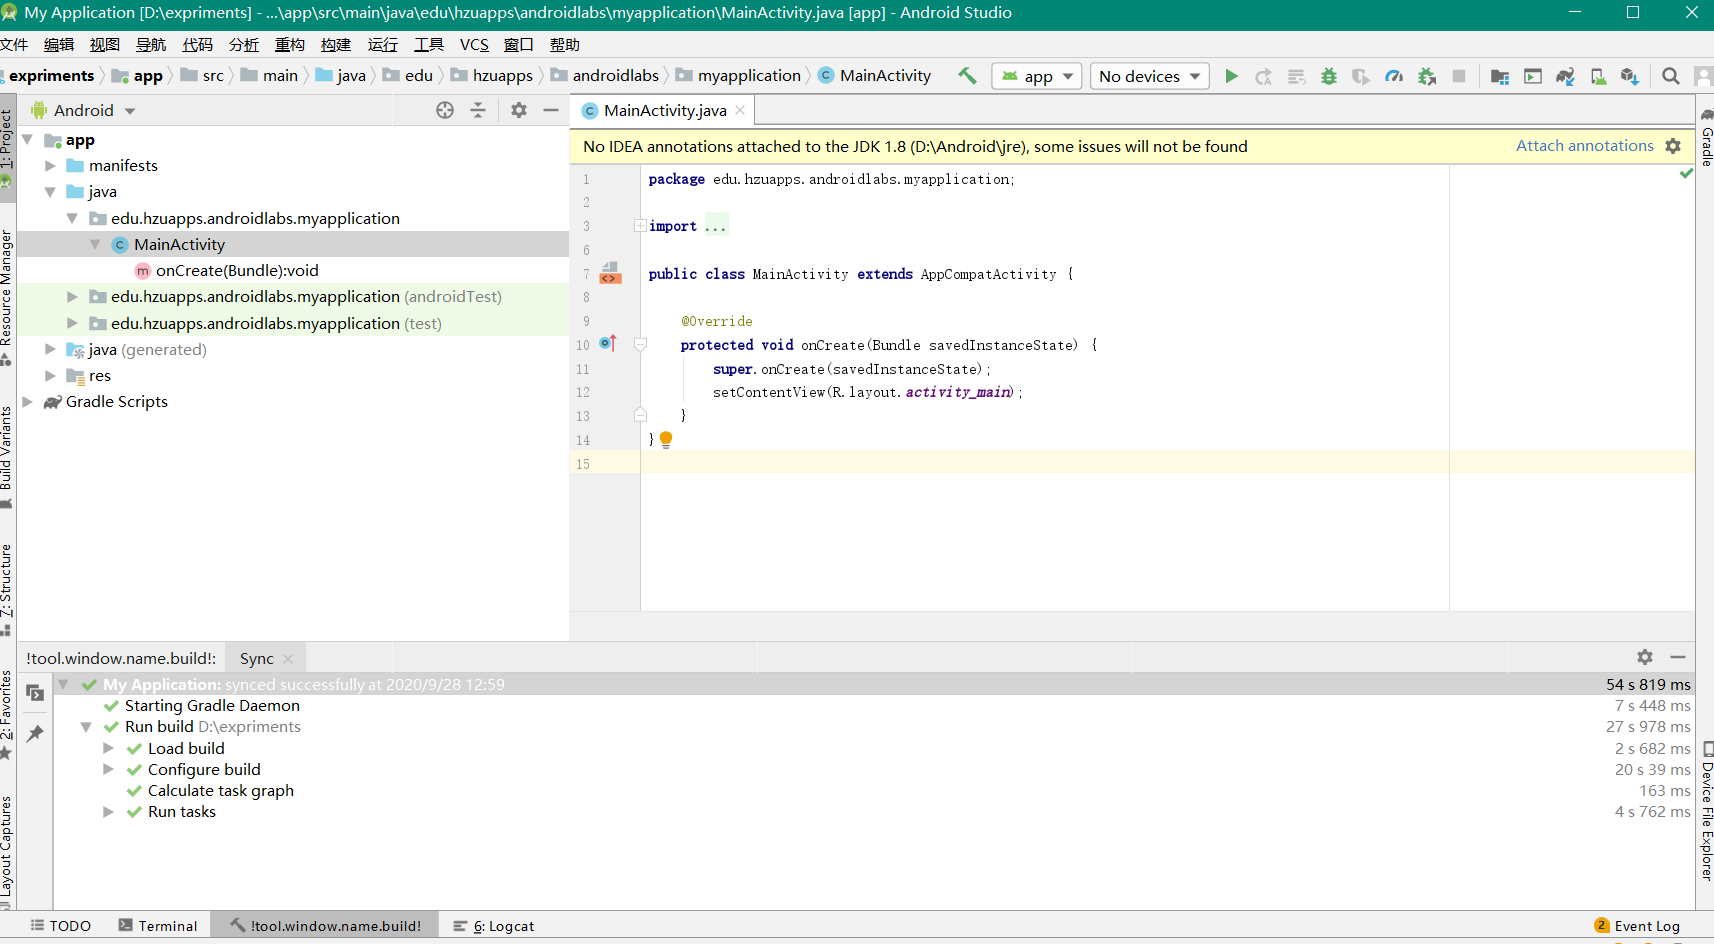 My Application [D:\expriments] - ...\app\src\main\java\edu\hzuapps\androidlabs\myapplication\MainActivity.java [app] - Android Studio
文件 编辑 视图 导航 代码 分析 重构 构建 运行 工具 VCS 窗口 帮助
expriments app src main java edu hzuapps androidlabs myapplication MainActivity app No devices
Android
MainActivity.java
1: Project
Resource Manager
Build Variants
7: Structure
2: Favorites
Layout Captures
app
manifests
java
edu.hzuapps.androidlabs.myapplication
MainActivity
onCreate(Bundle):void
edu.hzuapps.androidlabs.myapplication (androidTest)
edu.hzuapps.androidlabs.myapplication (test)
java (generated)
res
Gradle Scripts
No IDEA annotations attached to the JDK 1.8 (D:\Android\jre), some issues will not be found Attach annotations
1 package edu.hzuapps.androidlabs.myapplication;
2
3 import ...
6
7 public class MainActivity extends AppCompatActivity {
8
9 @Override
10 protected void onCreate(Bundle savedInstanceState) {
11 super.onCreate(savedInstanceState);
12 setContentView(R.layout.activity_main);
13 }
14 }
15
Gradle
Device File Explorer
!tool.window.name.build!: Sync
My Application: synced successfully at 2020/9/28 12:59 54 s 819 ms
Starting Gradle Daemon 7 s 448 ms
Run build D:\expriments 27 s 978 ms
Load build 2 s 682 ms
Configure build 20 s 39 ms
Calculate task graph 163 ms
Run tasks 4 s 762 ms
TODO Terminal !tool.window.name.build! 6: Logcat 2 Event Log